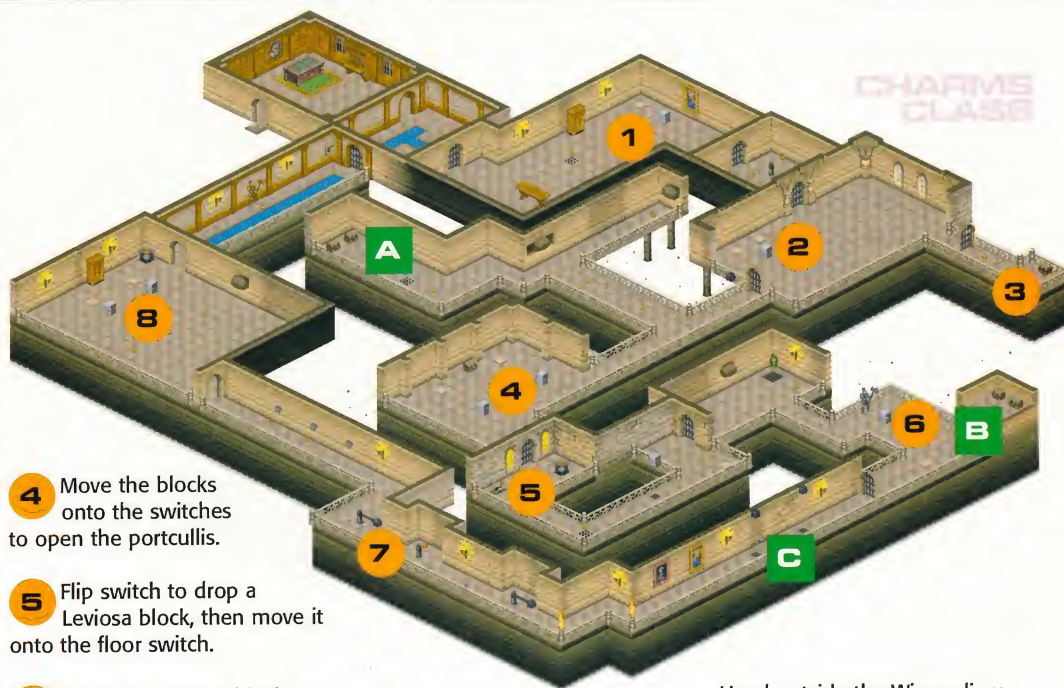 CHARMS
CLASS
1
2
3
A
8
4
6
B
5
7
C
4 Move the blocks
onto the switches
to open the portcullis.
5 Flip switch to drop a
Leviosa block, then move it
onto the floor switch.